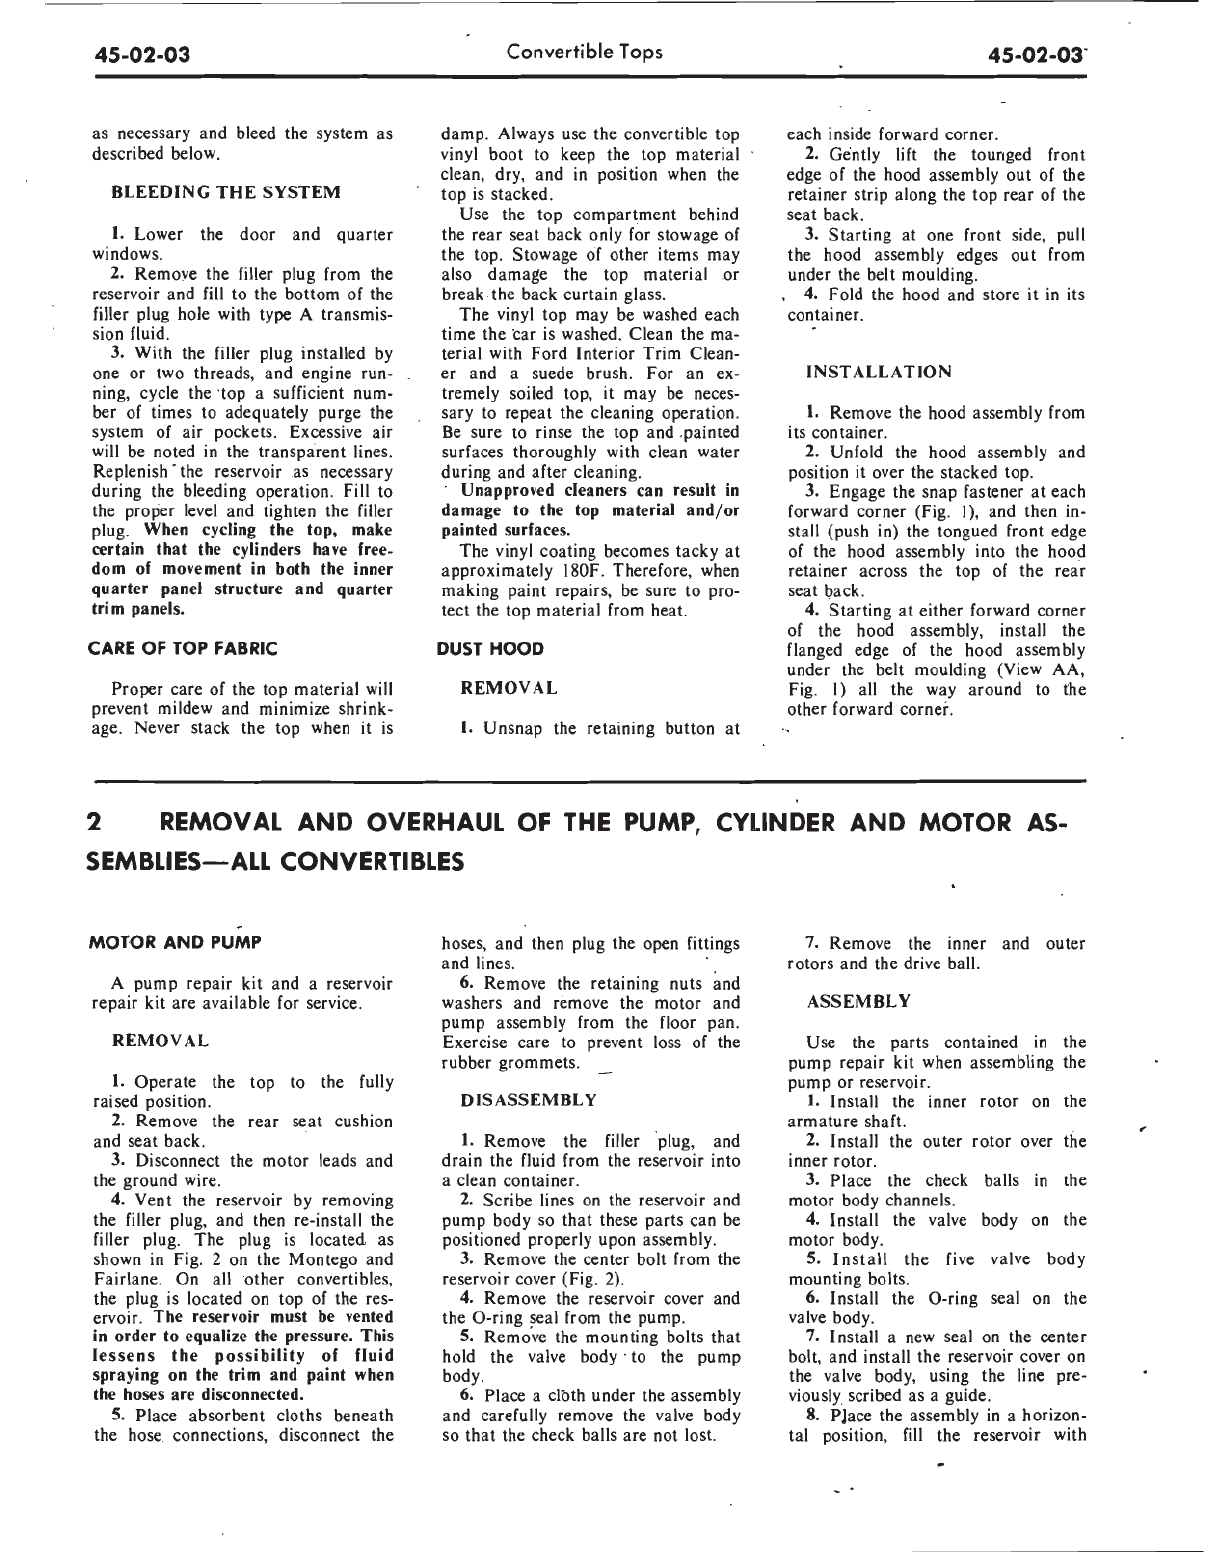 45-02-03
Convertible Tops
45-02-03
as necessary and bleed the system as
described below.
BLEEDING THE SYSTEM
1. Lower the door and quarter
windows.
2. Remove the filler plug from the
reservoir and fill to the bottom of the
filler plug hole with type A transmis-
sion fluid.
3. With the filler plug installed by
one or two threads, and engine run-
ning, cycle the top a sufficient num-
ber of times to adequately purge the
system of air pockets. Excessive air
will be noted in the transparent lines.
Replenish the reservoir as necessary
during the bleeding operation. Fill to
the proper level and tighten the filler
plug. When cycling the top, make
certain that the cylinders have free-
dom of movement in both the inner
quarter panel structure and quarter
trim panels.
CARE OF TOP FABRIC
Proper care of the top material will
prevent mildew and minimize shrink-
age. Never stack the top when it is
damp. Always use the convertible top
vinyl boot to keep the top material
clean, dry, and in position when the
top is stacked.
Use the top compartment behind
the rear seat back only for stowage of
the top. Stowage of other items may
also damage the top material or
break the back curtain glass.
The vinyl top may be washed each
time the car is washed. Clean the ma-
terial with Ford Interior Trim Clean-
er and a suede brush. For an ex-
tremely soiled top, it may be neces-
sary to repeat the cleaning operation.
Be sure to rinse the top and painted
surfaces thoroughly with clean water
during and after cleaning.
Unapproved cleaners can result in
damage to the top material and/or
painted surfaces.
The vinyl coating becomes tacky at
approximately 180F. Therefore, when
making paint repairs, be sure to pro-
tect the top material from heat.
DUST HOOD
REMOVAL
1. Unsnap the retaining button at
each inside forward corner.
2. Gently lift the tounged front
edge of the hood assembly out of the
retainer strip along the top rear of the
seat back.
3. Starting at one front side, pull
the hood assembly edges out from
under the belt moulding.
4. Fold the hood and store it in its
container.
INSTALLATION
1. Remove the hood assembly from
its container.
2. Unfold the hood assembly and
position it over the stacked top.
3. Engage the snap fastener at each
forward corner (Fig. 1), and then in-
stall (push in) the tongued front edge
of the hood assembly into the hood
retainer across the top of the rear
seat back.
4. Starting at either forward corner
of the hood assembly, install the
flanged edge of the hood assembly
under the belt moulding (View AA,
Fig. 1) all the way around to the
other forward corner.
2 REMOVAL AND OVERHAUL OF THE PUMP, CYLINDER AND MOTOR AS-
SEMBLIES—ALL CONVERTIBLES
MOTOR AND PUMP
A pump repair kit and a reservoir
repair kit are available for service.
REMOVAL
1. Operate the top to the fully
raised position.
2. Remove the rear seat cushion
and seat back.
3. Disconnect the motor leads and
the ground wire.
4. Vent the reservoir by removing
the filler plug, and then re-install the
filler plug. The plug is located as
shown in Fig. 2 on the Montego and
Fairlane. On all other convertibles,
the plug is located on top of the res-
ervoir. The reservoir must be vented
in order to equalize the pressure. This
lessens the possibility of fluid
spraying on the trim and paint when
the hoses are disconnected.
5. Place absorbent cloths beneath
the hose connections, disconnect the
hoses, and then plug the open fittings
and lines.
6. Remove the retaining nuts and
washers and remove the motor and
pump assembly from the floor pan.
Exercise care to prevent loss of the
rubber grommets.
DISASSEMBLY
1. Remove the filler plug, and
drain the fluid from the reservoir into
a clean container.
2. Scribe lines on the reservoir and
pump body so that these parts can be
positioned properly upon assembly.
3. Remove the center bolt from the
reservoir cover (Fig. 2).
4. Remove the reservoir cover and
the O-ring seal from the pump.
5. Remove the mounting bolts that
hold the valve body to the pump
body.
6. Place a cloth under the assembly
and carefully remove the valve body
so that the check balls are not lost.
7. Remove the inner and outer
rotors and the drive ball.
ASSEMBLY
Use the parts contained in the
pump repair kit when assembling the
pump or reservoir.
1. Install the inner rotor on the
armature shaft.
2. Install the outer rotor over the
inner rotor.
3. Place the check balls in the
motor body channels.
4. Install the valve body on the
motor body.
5. Install the five valve body
mounting bolts.
6. Install the O-ring seal on the
valve body.
7. Install a new seal on the center
bolt, and install the reservoir cover on
the valve body, using the line pre-
viously scribed as a guide.
8. Place the assembly in a horizon-
tal position, fill the reservoir with